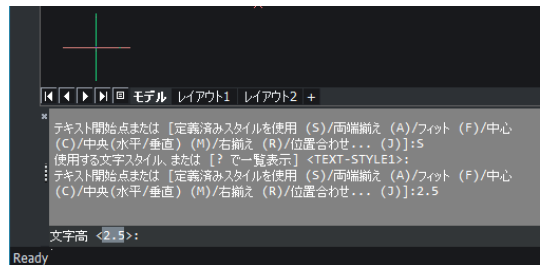 モデル レイアウト1 レイアウト2 +
テキスト開始点または [定義済みスタイルを使用 (S)/両端揃え (A)/フィット (F)/中心
(C)/中央(水平/垂直) (M)/右揃え (R)/位置合わせ... (J)]:S
使用する文字スタイル、または [? で一覧表示] <TEXT-STYLE1>:
テキスト開始点または [定義済みスタイルを使用 (S)/両端揃え (A)/フィット (F)/中心
(C)/中央(水平/垂直) (M)/右揃え (R)/位置合わせ... (J)]:2.5
文字高 <2.5>:
Ready